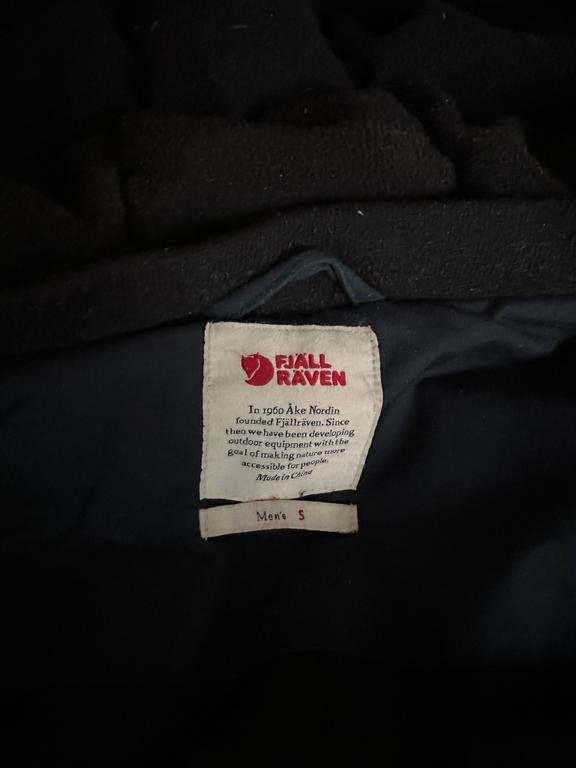 FJÄLL
RÄVEN
In 1960 Åke Nordin
founded Fjällräven. Since
then we have been developing
outdoor equipment with the
goal of making nature more
accessible for people.
Made in China
Men's S